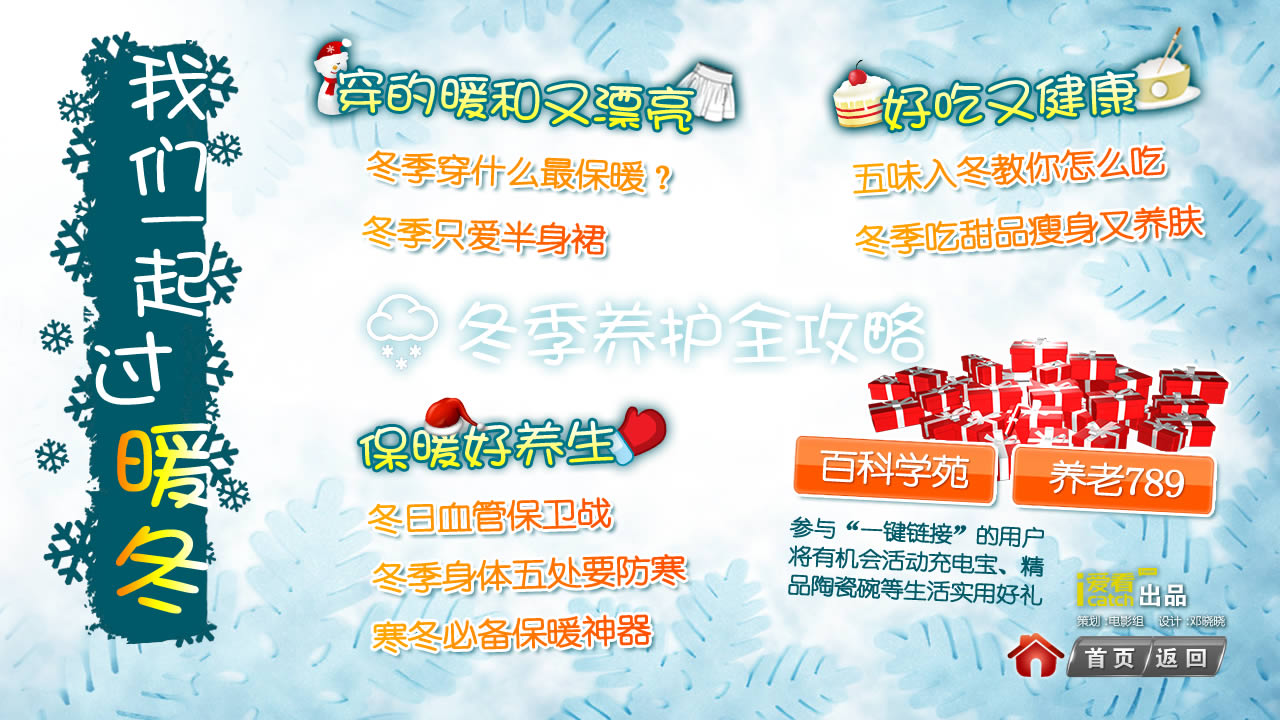 我们一起过暖冬
穿的暖和又漂亮
冬季穿什么最保暖？
冬季只爱半身裙
好吃又健康
五味入冬教你怎么吃
冬季吃甜品瘦身又养肤
冬季养护全攻略
保暖好养生
冬日血管保卫战
冬季身体五处要防寒
寒冬必备保暖神器
百科学苑
养老789
参与“一键链接”的用户
将有机会活动充电宝、精
品陶瓷碗等生活实用好礼
i爱看catch 出品
策划:电影组 设计:邓晓晓
首页 返回